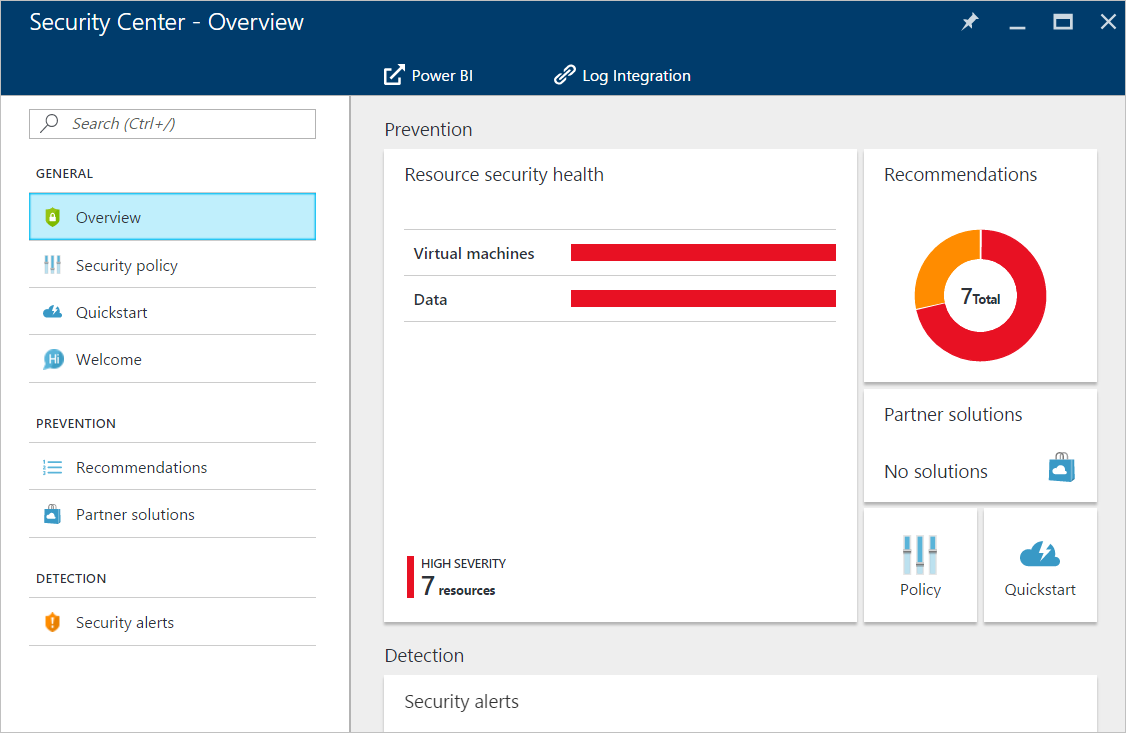 Security Center - Overview
Power BI
Log Integration
Search (Ctrl+/)
GENERAL
Overview
Security policy
Quickstart
Hi
Welcome
PREVENTION
Recommendations
Partner solutions
DETECTION
Security alerts
Prevention
Resource security health
Virtual machines
Data
HIGH SEVERITY
7 resources
Recommendations
7 Total
Partner solutions
No solutions
Policy
Quickstart
Detection
Security alerts